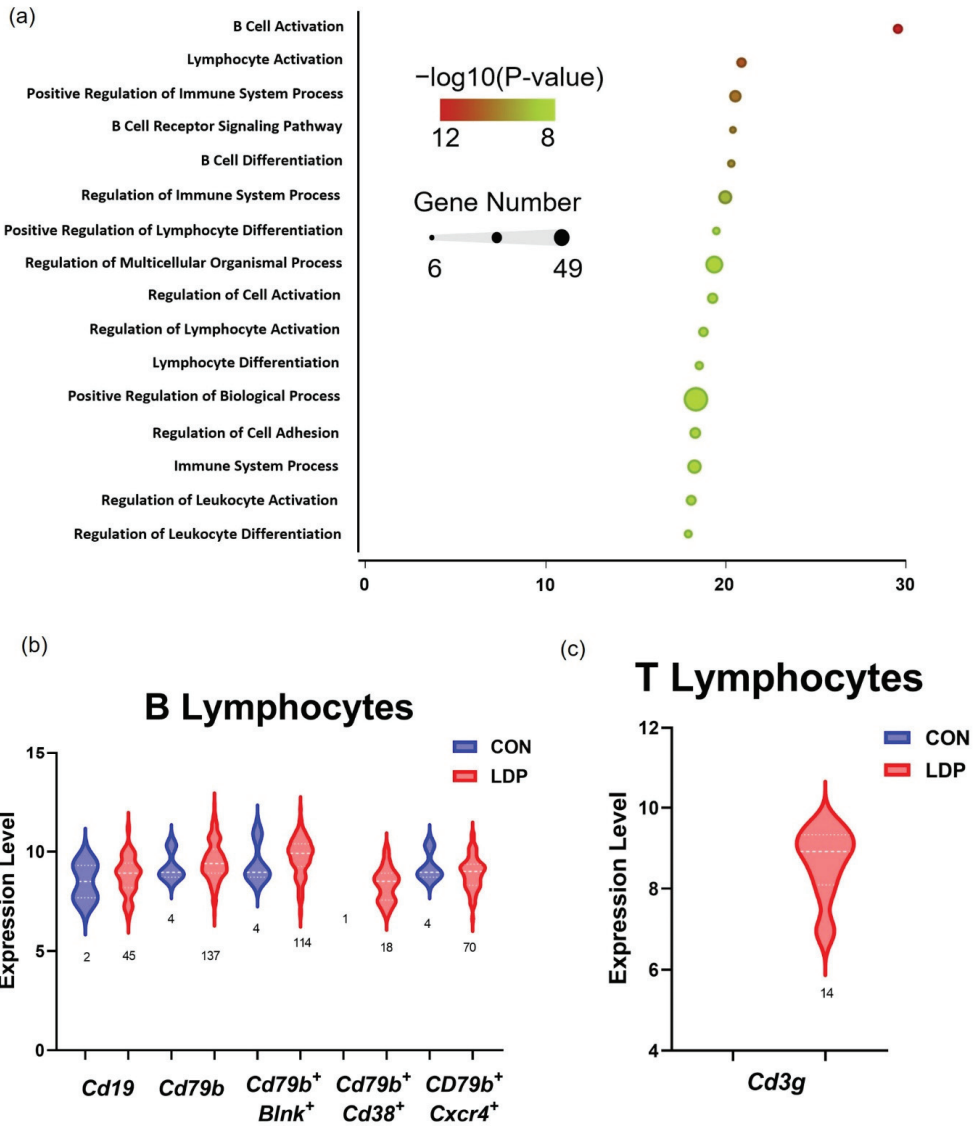 (a)
B Cell Activation
Lymphocyte Activation
Positive Regulation of Immune System Process
B Cell Receptor Signaling Pathway
B Cell Differentiation
Regulation of Immune System Process
Positive Regulation of Lymphocyte Differentiation
Regulation of Multicellular Organismal Process
Regulation of Cell Activation
Regulation of Lymphocyte Activation
Lymphocyte Differentiation
Positive Regulation of Biological Process
Regulation of Cell Adhesion
Immune System Process
Regulation of Leukocyte Activation
Regulation of Leukocyte Differentiation
−log10(P-value)
12 8
Gene Number
6 49
0 10 20 30
(b)
B Lymphocytes
CON
LDP
Expression Level
15
10
5
0
2 45 4 137 4 114 1 18 4 70
Cd19 Cd79b Cd79b+ Cd79b+ CD79b+
Blnk+ Cd38+ Cxcr4+
(c)
T Lymphocytes
CON
LDP
Expression Level
12
10
8
6
4
14
Cd3g